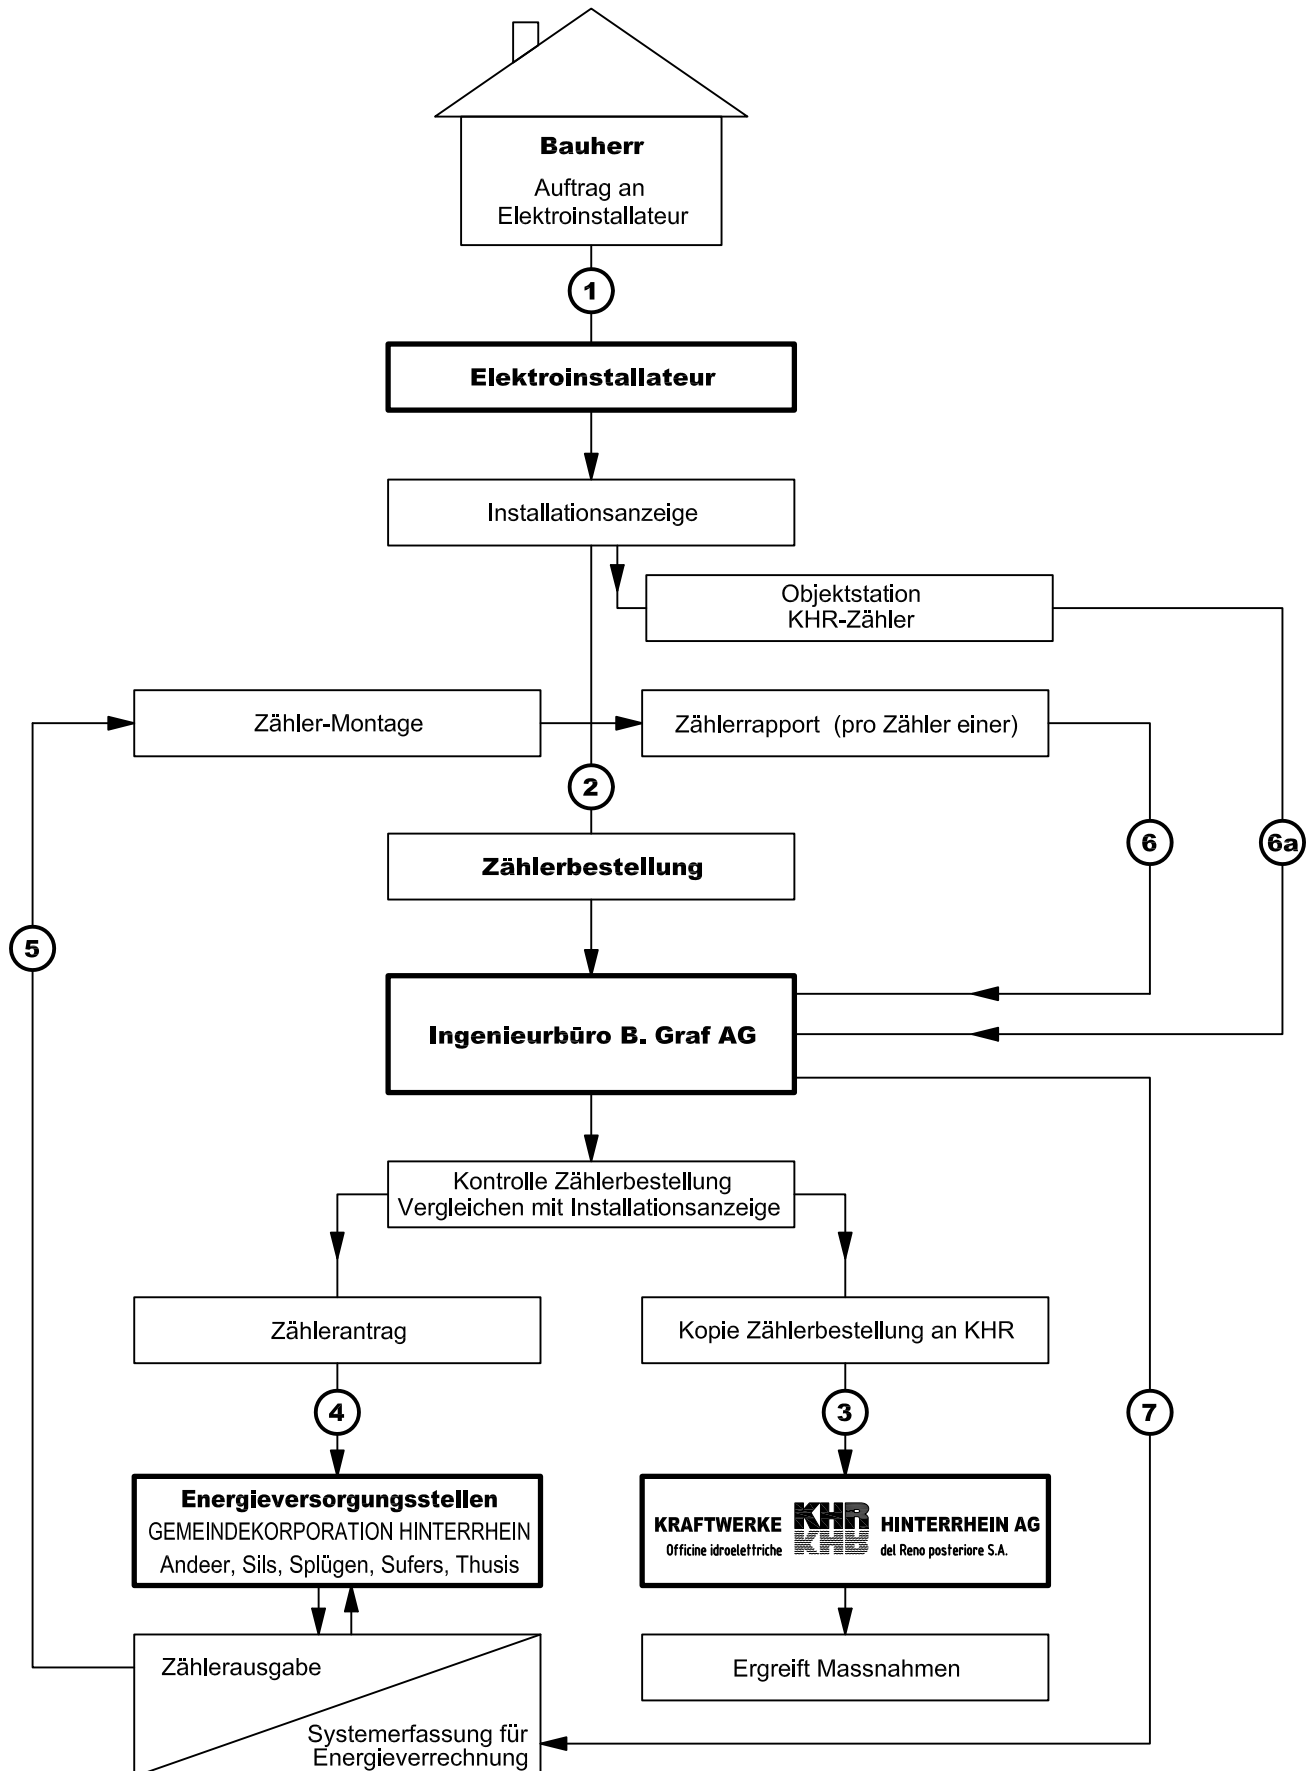 Bauherr
Auftrag an
Elektroinstallateur
1
Elektroinstallateur
Installationsanzeige
Objektstation
KHR-Zähler
Zähler-Montage
Zählerrapport (pro Zähler einer)
2
6
6a
Zählerbestellung
5
Ingenieurbüro B. Graf AG
Kontrolle Zählerbestellung
Vergleichen mit Installationsanzeige
Zählerantrag
Kopie Zählerbestellung an KHR
4
3
7
Energieversorgungsstellen
GEMEINDEKORPORATION HINTERRHEIN
Andeer, Sils, Splügen, Sufers, Thusis
KRAFTWERKE KHR HINTERRHEIN AG
Officine idroelettriche KHR del Reno posteriore S.A.
Zählerausgabe
Ergreift Massnahmen
Systemerfassung für
Energieverrechnung